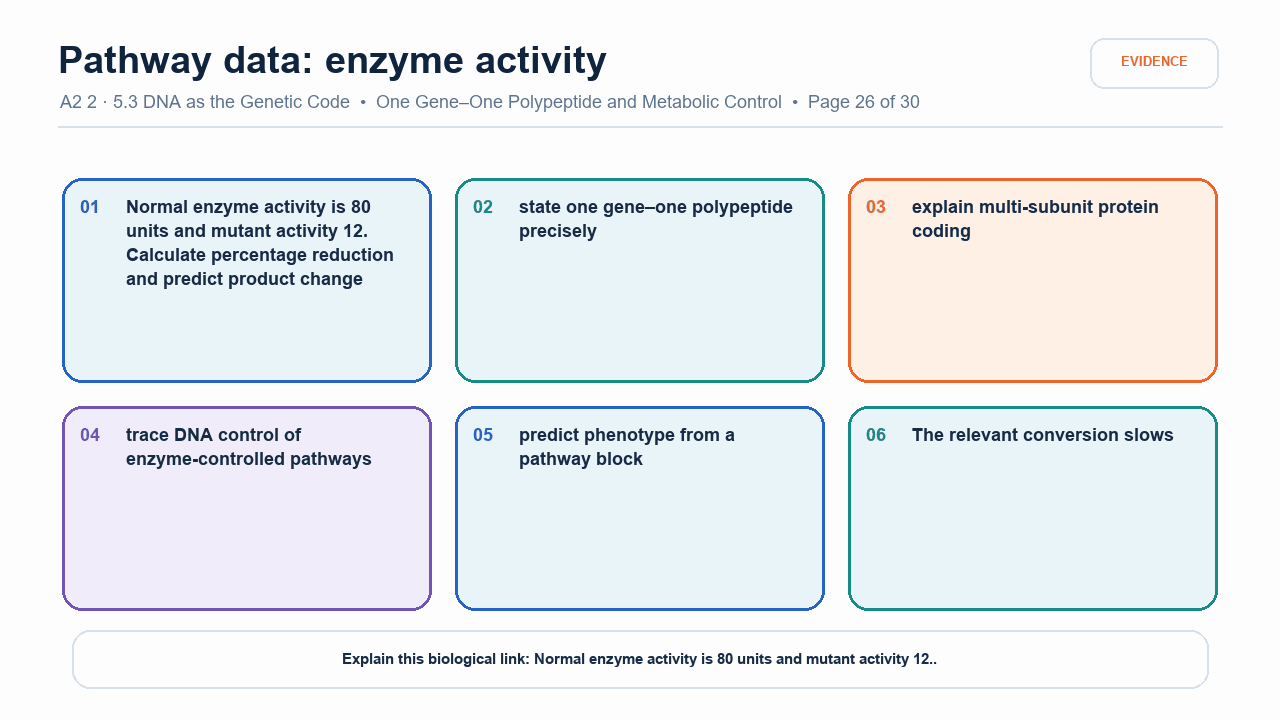 Pathway data: enzyme activity
EVIDENCE
A2 2 · 5.3 DNA as the Genetic Code • One Gene–One Polypeptide and Metabolic Control • Page 26 of 30
01 Normal enzyme activity is 80
units and mutant activity 12.
Calculate percentage reduction
and predict product change
02 state one gene–one polypeptide
precisely
03 explain multi-subunit protein
coding
04 trace DNA control of
enzyme-controlled pathways
05 predict phenotype from a
pathway block
06 The relevant conversion slows
Explain this biological link: Normal enzyme activity is 80 units and mutant activity 12..